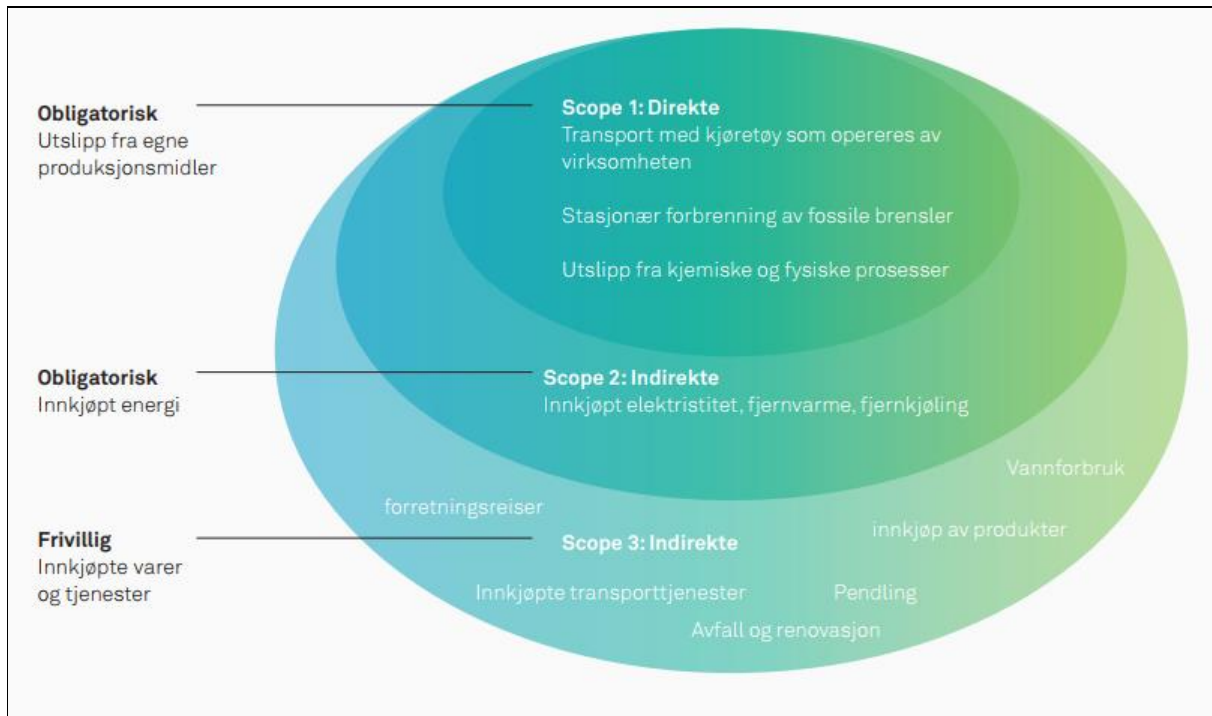 Obligatorisk
Utslipp fra egne
produksjonsmidler
Scope 1: Direkte
Transport med kjøretøy som opereres av
virksomheten
Stasjonær forbrenning av fossile brensler
Utslipp fra kjemiske og fysiske prosesser
Obligatorisk
Innkjøpt energi
Scope 2: Indirekte
Innkjøpt elektristitet, fjernvarme, fjernkjøling
Vannforbruk
forretningsreiser
innkjøp av produkter
Frivillig
Innkjøpte varer
og tjenester
Scope 3: Indirekte
Innkjøpte transporttjenester
Pendling
Avfall og renovasjon